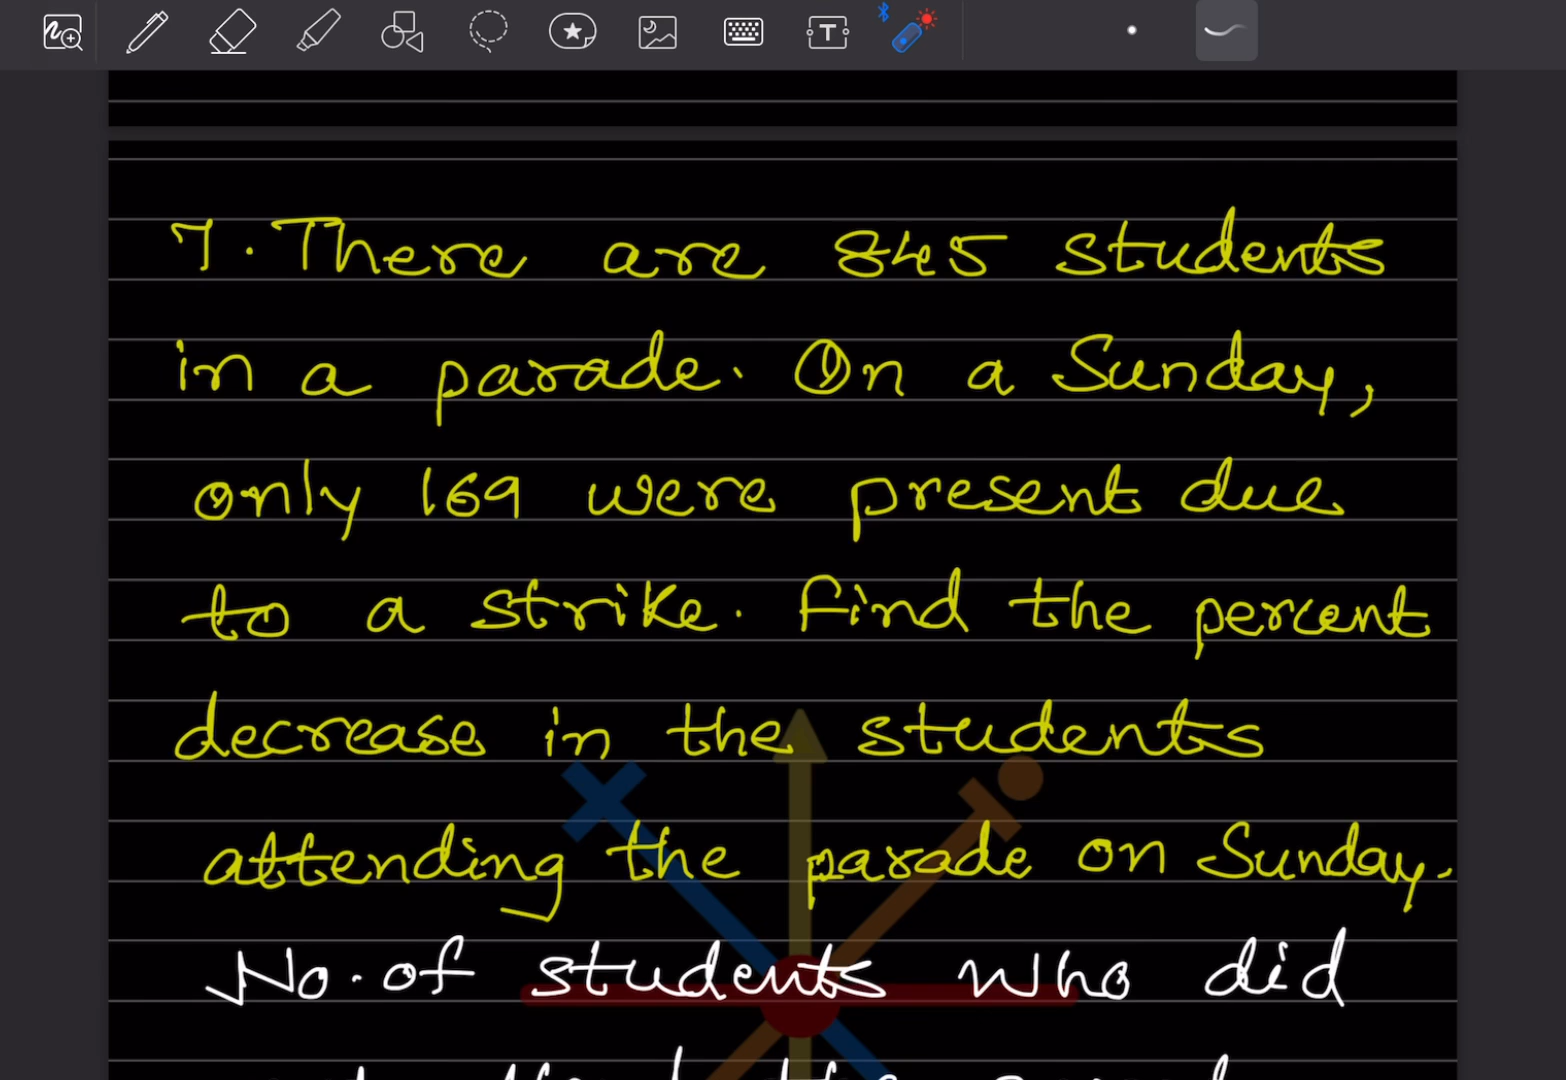 7. There are 845 students
in a parade. On a Sunday,
only 169 were present due
to a strike. Find the percent
decrease in the students
attending the parade on Sunday.
No. of students who did